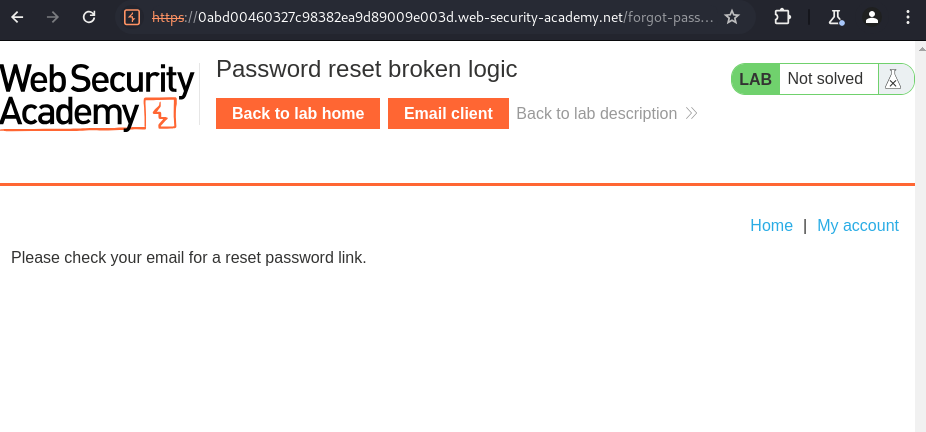 https://0abd00460327c98382ea9d89009e003d.web-security-academy.net/forgot-pass...
Web Security
Academy
Password reset broken logic
Back to lab home
Email client
Back to lab description
LAB Not solved
Home | My account
Please check your email for a reset password link.